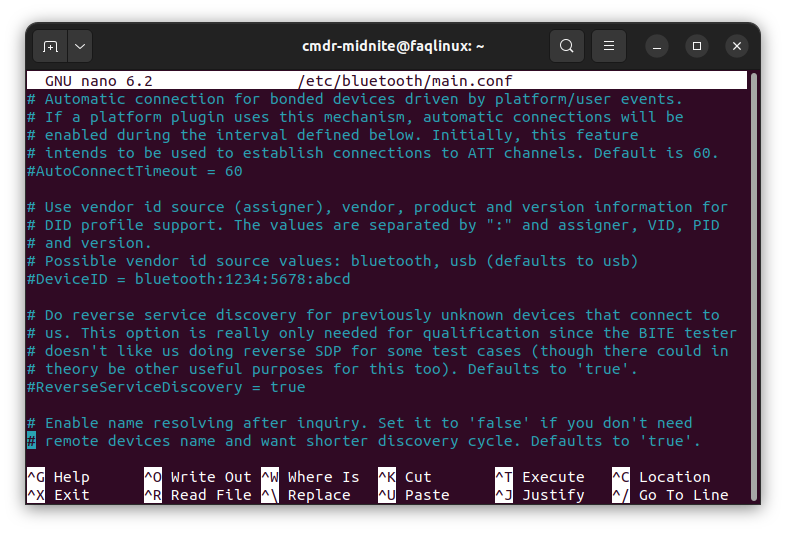 cmdr-midnite@faqlinux: ~
GNU nano 6.2 /etc/bluetooth/main.conf
# Automatic connection for bonded devices driven by platform/user events.
# If a platform plugin uses this mechanism, automatic connections will be
# enabled during the interval defined below. Initially, this feature
# intends to be used to establish connections to ATT channels. Default is 60.
#AutoConnectTimeout = 60
# Use vendor id source (assigner), vendor, product and version information for
# DID profile support. The values are separated by ":" and assigner, VID, PID
# and version.
# Possible vendor id source values: bluetooth, usb (defaults to usb)
#DeviceID = bluetooth:1234:5678:abcd
# Do reverse service discovery for previously unknown devices that connect to
# us. This option is really only needed for qualification since the BITE tester
# doesn't like us doing reverse SDP for some test cases (though there could in
# theory be other useful purposes for this too). Defaults to 'true'.
#ReverseServiceDiscovery = true
# Enable name resolving after inquiry. Set it to 'false' if you don't need
# remote devices name and want shorter discovery cycle. Defaults to 'true'.
^G Help ^O Write Out ^W Where Is ^K Cut ^T Execute ^C Location
^X Exit ^R Read File ^\ Replace ^U Paste ^J Justify ^/ Go To Line